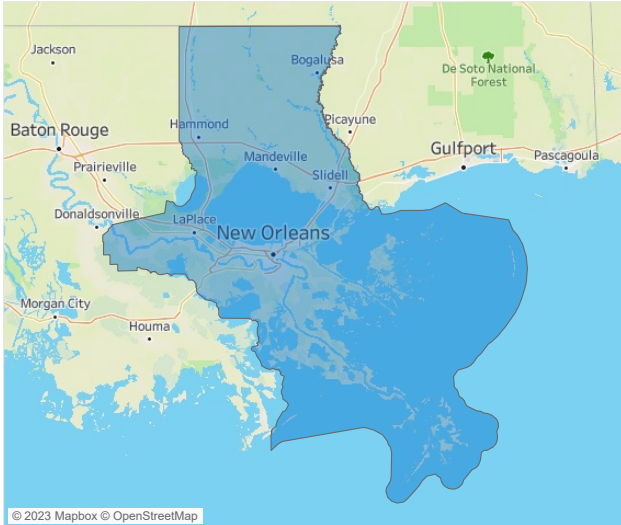 Jackson
Bogalusa
De Soto National
Forest
Hammond
Picayune
Baton Rouge
Gulfport
Mandeville
Pascagoula
Prairieville
Slidell
Donaldsonville
LaPlace
New Orleans
Morgan City
Houma
© 2023 Mapbox © OpenStreetMap